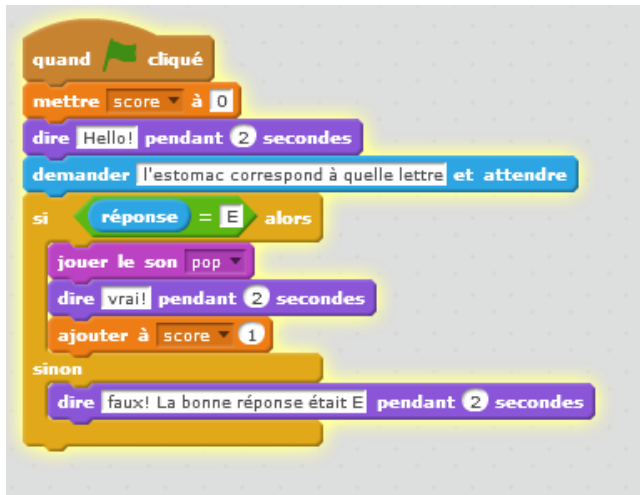 quand cliqué
mettre score à 0
dire Hello! pendant 2 secondes
demander l'estomac correspond à quelle lettre et attendre
si réponse = E alors
jouer le son pop
dire vrai! pendant 2 secondes
ajouter à score 1
sinon
dire faux! La bonne réponse était E pendant 2 secondes